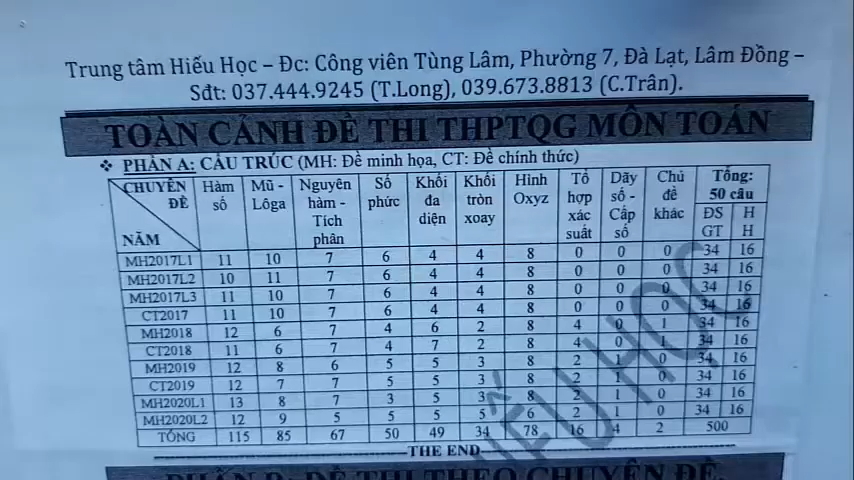 Trung tâm Hiếu Học – Đc: Công viên Tùng Lâm, Phường 7, Đà Lạt, Lâm Đồng –
Sđt: 037.444.9245 (T.Long), 039.673.8813 (C.Trân).
TOÀN CẢNH ĐỀ THI THPTQG MÔN TOÁN
❖ PHẦN A: CẤU TRÚC (MH: Đề minh họa, CT: Đề chính thức)
CHUYÊN ĐỀ NĂM | Hàm số | Mũ - Lôga | Nguyên hàm - Tích phân | Số phức | Khối đa diện | Khối tròn xoay | Hình Oxyz | Tổ hợp xác suất | Dãy số - Cấp số | Chủ đề khác | Tổng: 50 câu
ĐS GT | H H
MH2017L1 11 10 7 6 4 4 8 0 0 0 34 16
MH2017L2 10 11 7 6 4 4 8 0 0 0 34 16
MH2017L3 11 10 7 6 4 4 8 0 0 0 34 16
CT2017 11 10 7 6 4 4 8 0 0 0 34 16
MH2018 12 6 7 4 6 2 8 4 0 1 34 16
CT2018 11 6 7 4 7 2 8 4 0 1 34 16
MH2019 12 8 6 5 5 3 8 2 1 0 34 16
CT2019 12 7 7 5 5 3 8 2 1 0 34 16
MH2020L1 13 8 7 3 5 3 8 2 1 0 34 16
MH2020L2 12 9 5 5 5 5 6 2 1 0 34 16
TỔNG 115 85 67 50 49 34 78 16 4 2 500
THE END
PHẦN B: ĐỀ THI THEO CHUYÊN ĐỀ
HIẾU HỌC